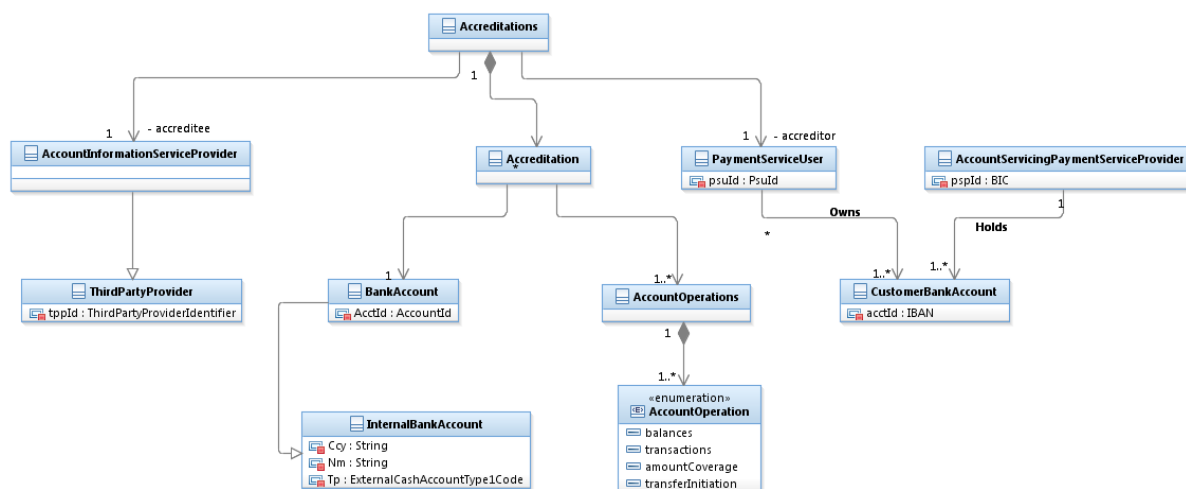 Accreditations
1
1
- accreditee
1
- accreditor
AccountInformationServiceProvider
Accreditation
*
PaymentServiceUser
psuId : PsuId
AccountServicingPaymentServiceProvider
pspId : BIC
Owns
*
1
Holds
1
1..*
1..*
1..*
ThirdPartyProvider
tppId : ThirdPartyProviderIdentifier
BankAccount
AcctId : AccountId
AccountOperations
CustomerBankAccount
acctId : IBAN
1
1..*
«enumeration»
AccountOperation
balances
transactions
amountCoverage
transferInitiation
InternalBankAccount
Ccy : String
Nm : String
Tp : ExternalCashAccountType1Code